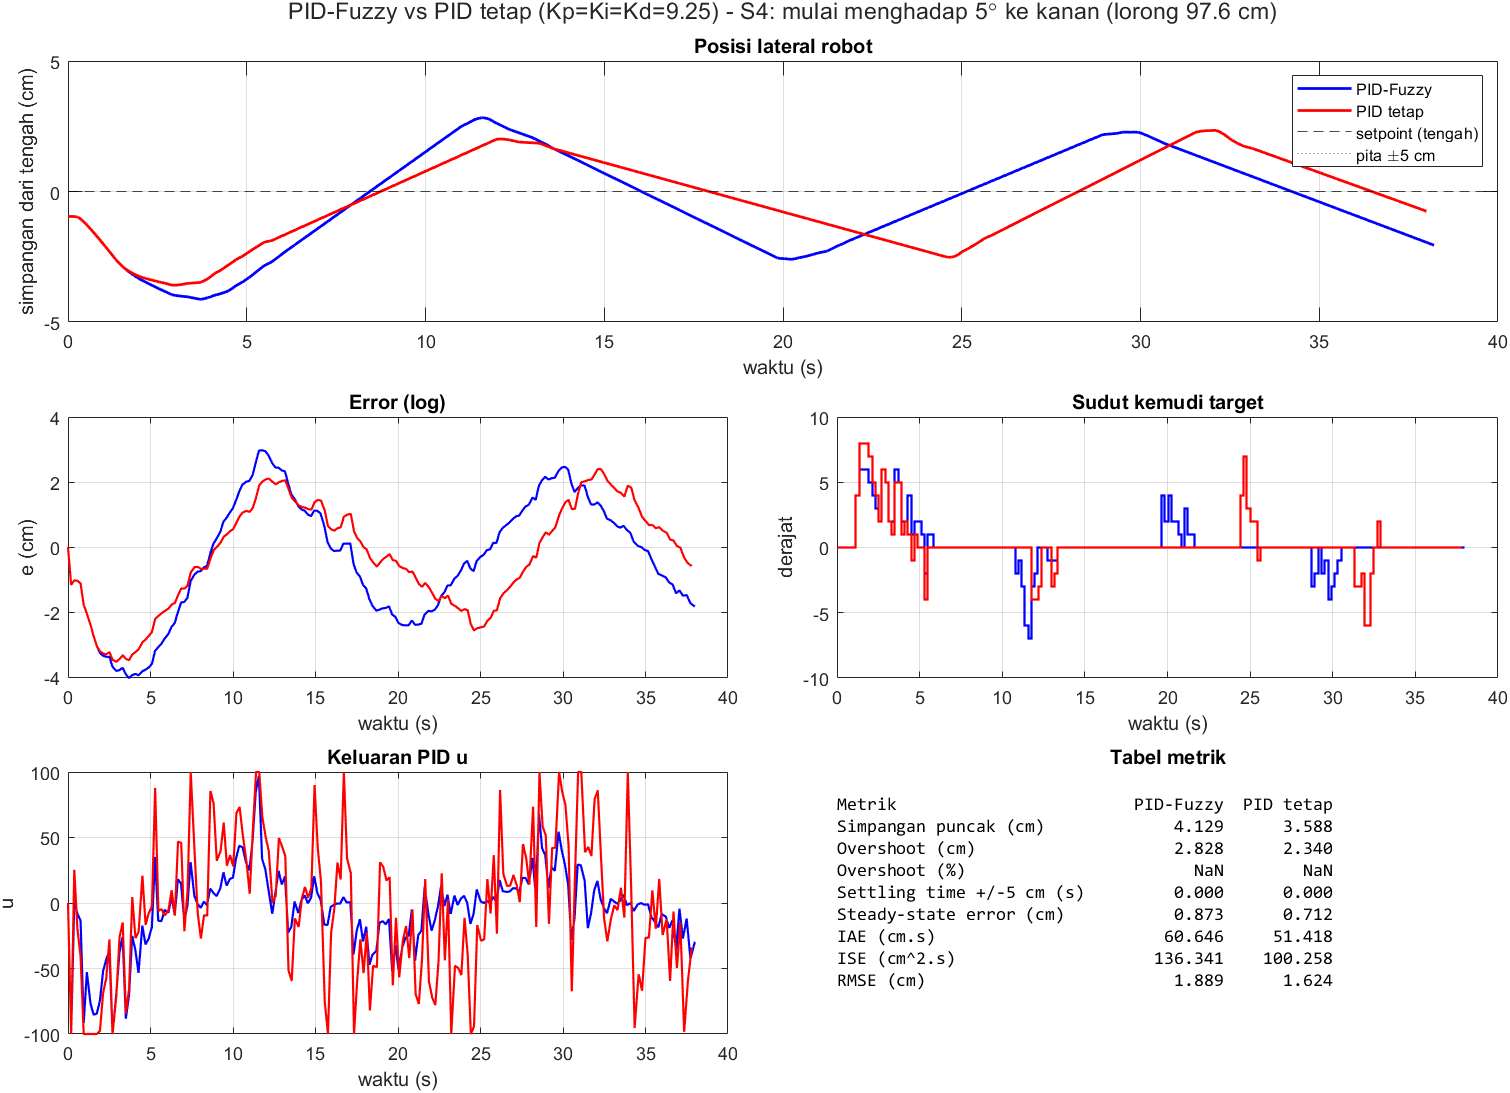 PID-Fuzzy vs PID tetap (Kp=Ki=Kd=9.25) - S4: mulai menghadap 5° ke kanan (lorong 97.6 cm)
Posisi lateral robot
simpangan dari tengah (cm)
5
0
-5
PID-Fuzzy
PID tetap
setpoint (tengah)
pita ±5 cm
0 5 10 15 20 25 30 35 40
waktu (s)
Error (log)
e (cm)
4
2
0
-2
-4
0 5 10 15 20 25 30 35 40
waktu (s)
Sudut kemudi target
derajat
10
5
0
-5
-10
0 5 10 15 20 25 30 35 40
waktu (s)
Keluaran PID u
u
100
50
0
-50
-100
0 5 10 15 20 25 30 35 40
waktu (s)
Tabel metrik
Metrik PID-Fuzzy PID tetap
Simpangan puncak (cm) 4.129 3.588
Overshoot (cm) 2.828 2.340
Overshoot (%) NaN NaN
Settling time +/-5 cm (s) 0.000 0.000
Steady-state error (cm) 0.873 0.712
IAE (cm.s) 60.646 51.418
ISE (cm^2.s) 136.341 100.258
RMSE (cm) 1.889 1.624